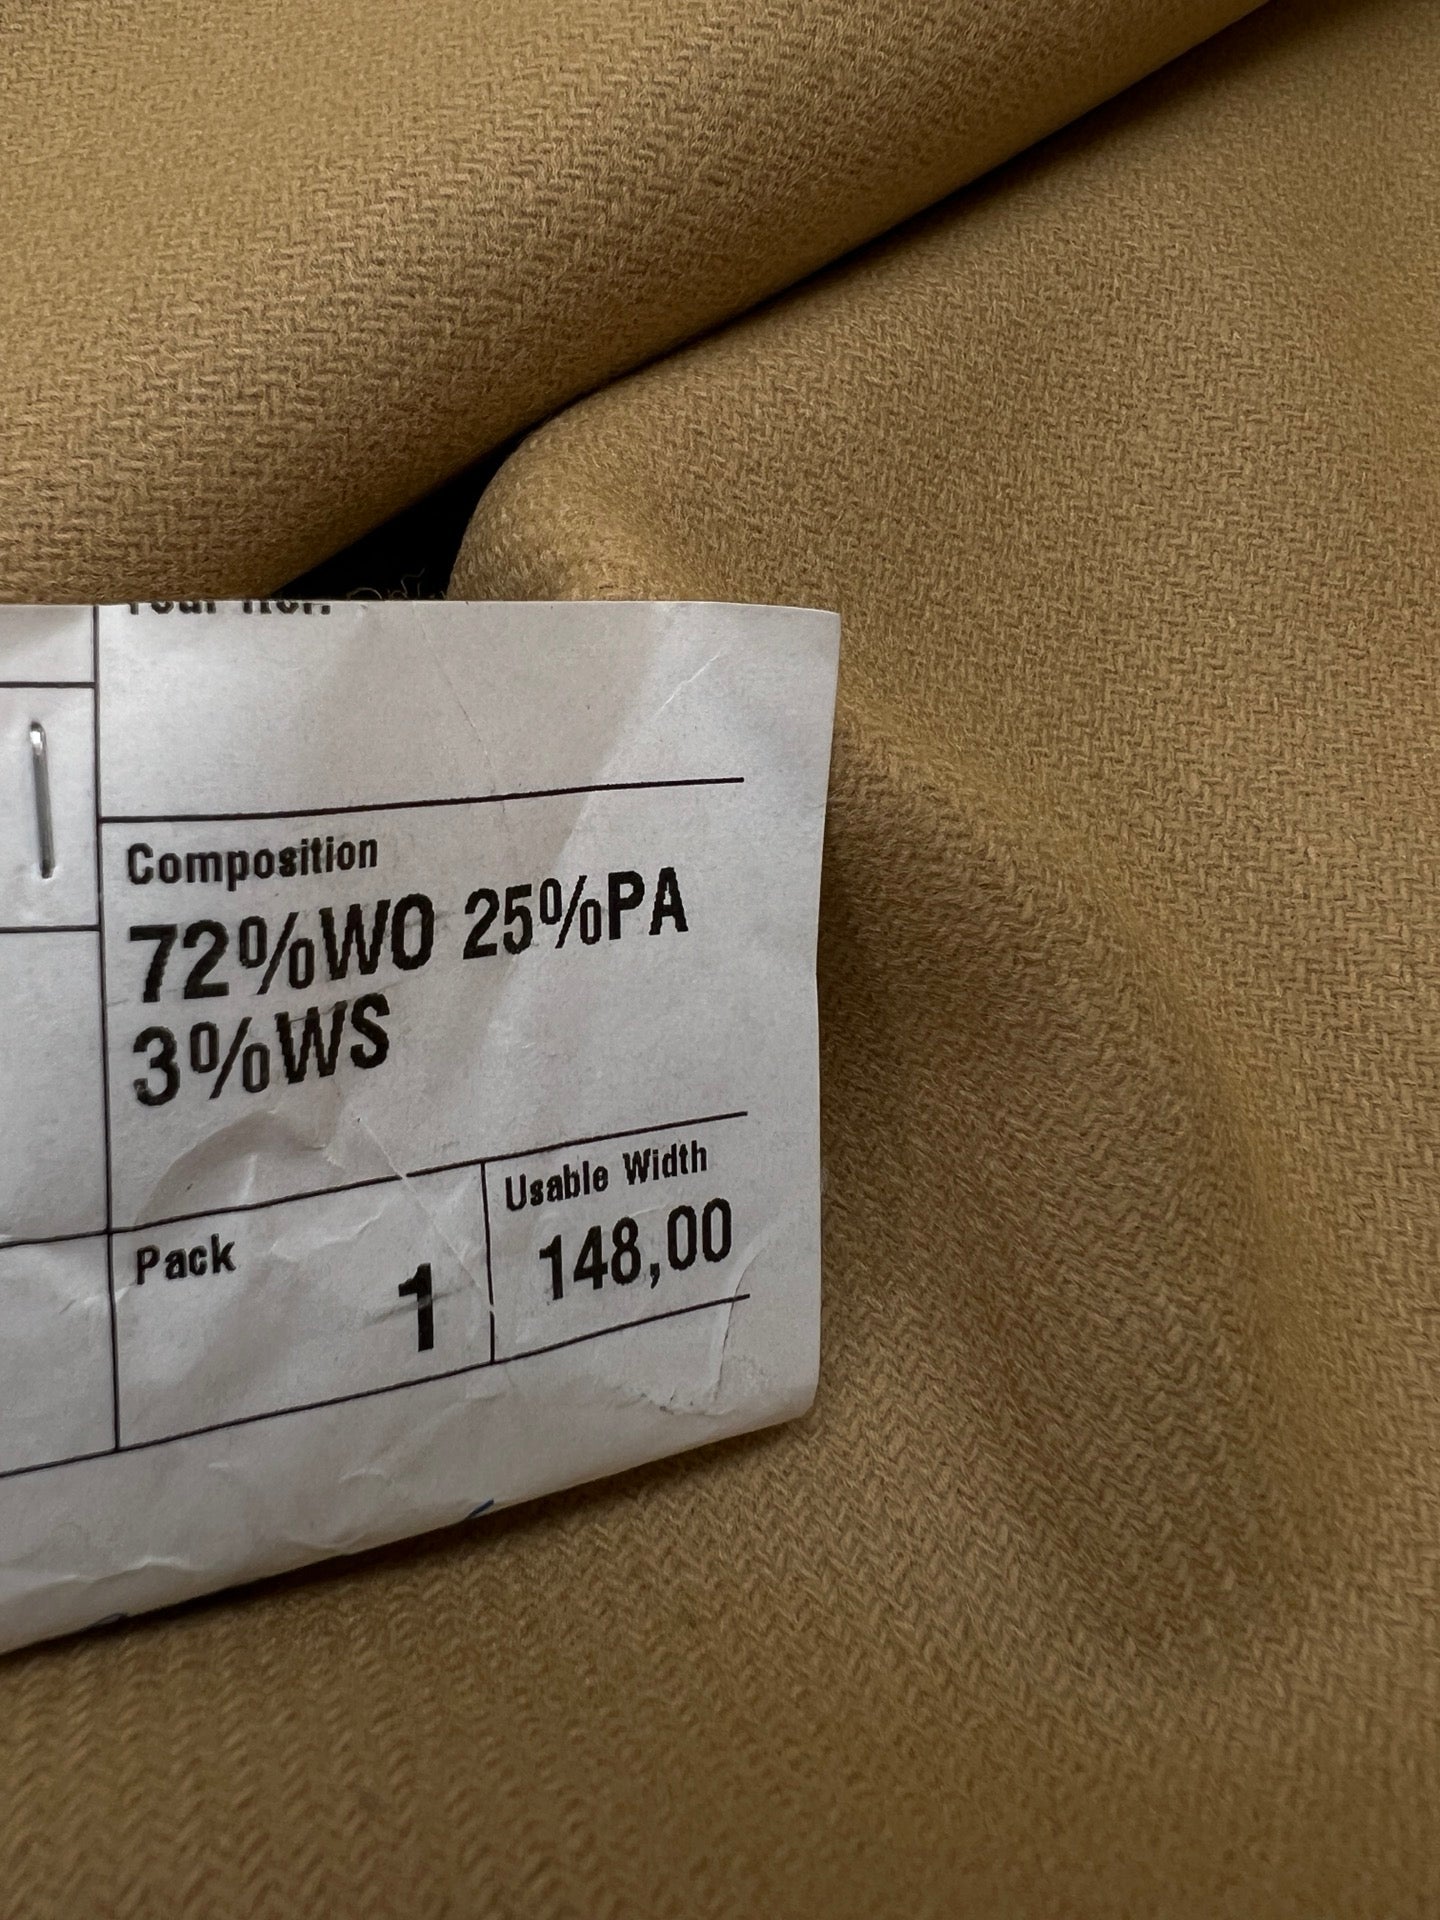 Composition
72%WO 25%PA
3%WS
Pack
1
Usable Width
148,00